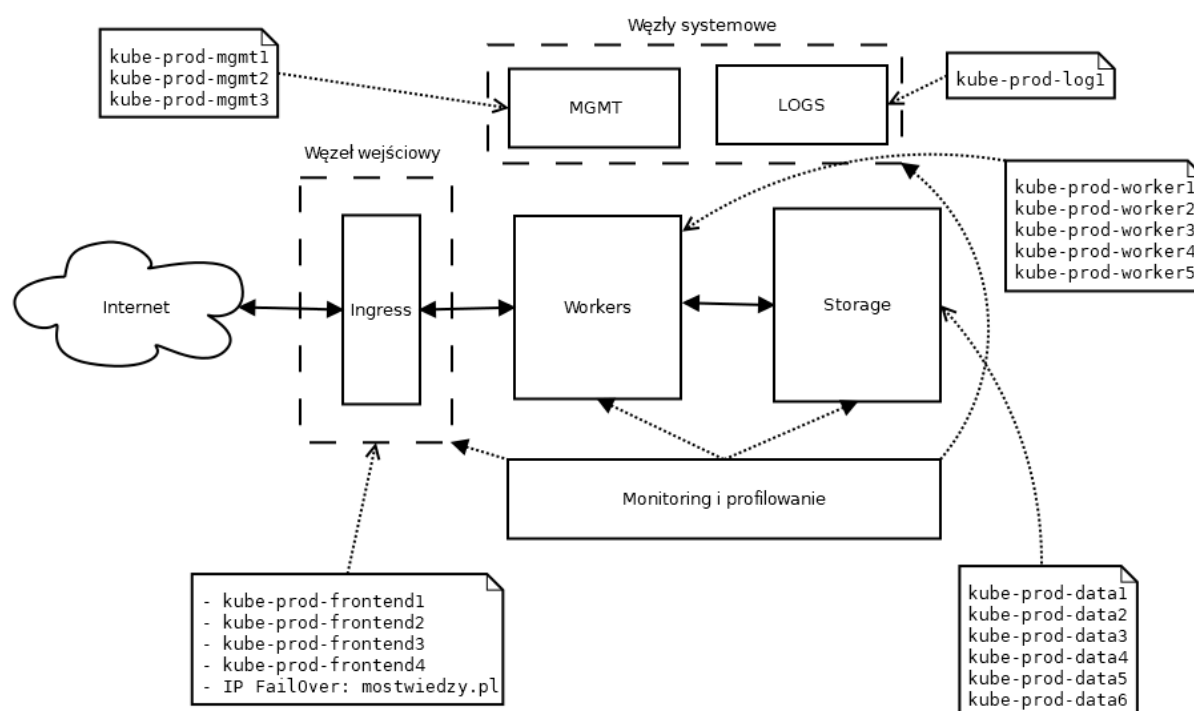 Węzły systemowe
kube-prod-mgmt1
kube-prod-mgmt2
kube-prod-mgmt3
MGMT
LOGS
kube-prod-log1
Węzeł wejściowy
kube-prod-worker1
kube-prod-worker2
kube-prod-worker3
kube-prod-worker4
kube-prod-worker5
Internet
Ingress
Workers
Storage
Monitoring i profilowanie
- kube-prod-frontend1
- kube-prod-frontend2
- kube-prod-frontend3
- kube-prod-frontend4
- IP FailOver: mostwiedzy.pl
kube-prod-data1
kube-prod-data2
kube-prod-data3
kube-prod-data4
kube-prod-data5
kube-prod-data6